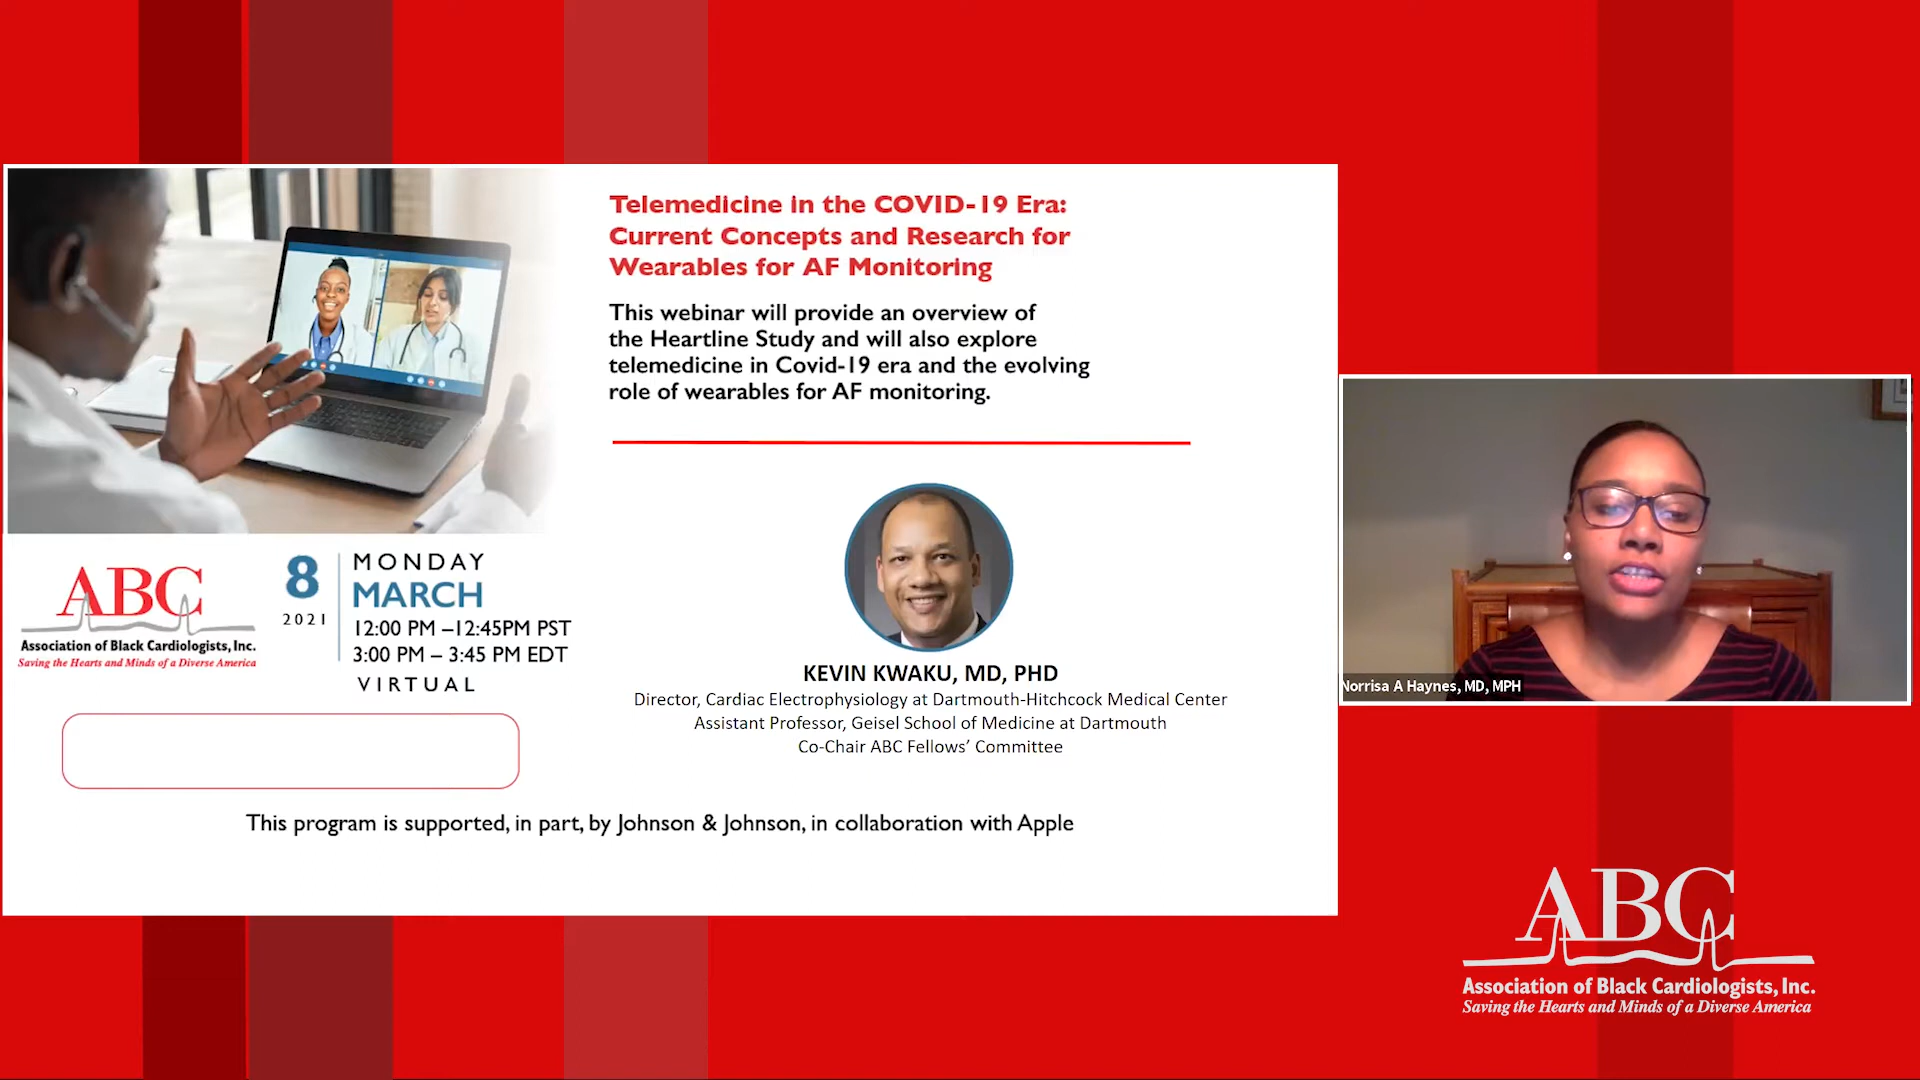 Telemedicine in the COVID-19 Era:
Current Concepts and Research for
Wearables for AF Monitoring
This webinar will provide an overview of
the Heartline Study and will also explore
telemedicine in Covid-19 era and the evolving
role of wearables for AF monitoring.
ABC
Association of Black Cardiologists, Inc.
Saving the Hearts and Minds of a Diverse America
8
2021
MONDAY
MARCH
12:00 PM –12:45PM PST
3:00 PM – 3:45 PM EDT
VIRTUAL
KEVIN KWAKU, MD, PHD
Director, Cardiac Electrophysiology at Dartmouth-Hitchcock Medical Center
Assistant Professor, Geisel School of Medicine at Dartmouth
Co-Chair ABC Fellows’ Committee
This program is supported, in part, by Johnson & Johnson, in collaboration with Apple
Norrisa A Haynes, MD, MPH
ABC
Association of Black Cardiologists, Inc.
Saving the Hearts and Minds of a Diverse America